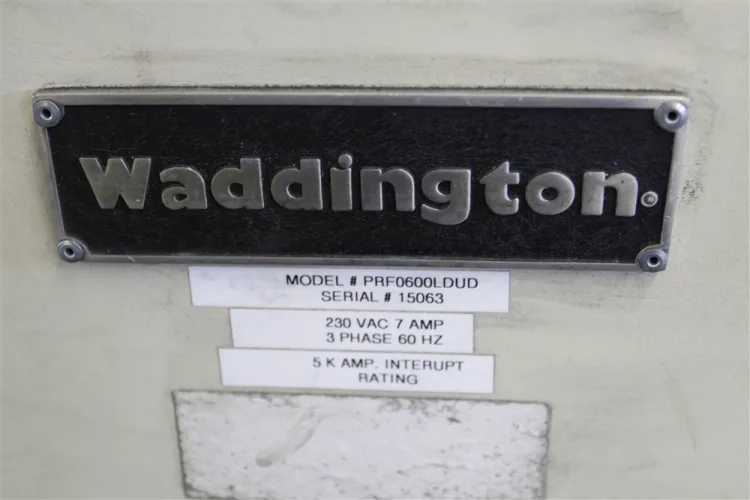 Waddington®
MODEL # PRF0600LDUD
SERIAL # 15063
230 VAC 7 AMP
3 PHASE 60 HZ
5 K AMP. INTERUPT
RATING